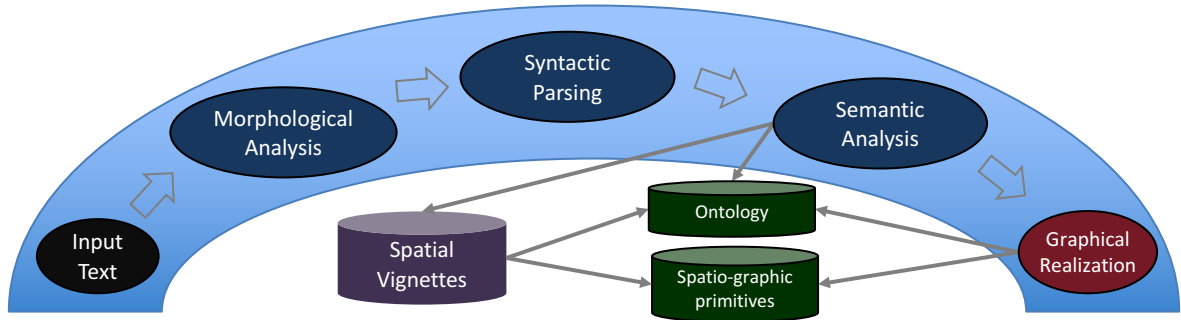 Input
Text
Morphological
Analysis
Syntactic
Parsing
Semantic
Analysis
Graphical
Realization
Spatial
Vignettes
Ontology
Spatio-graphic
primitives